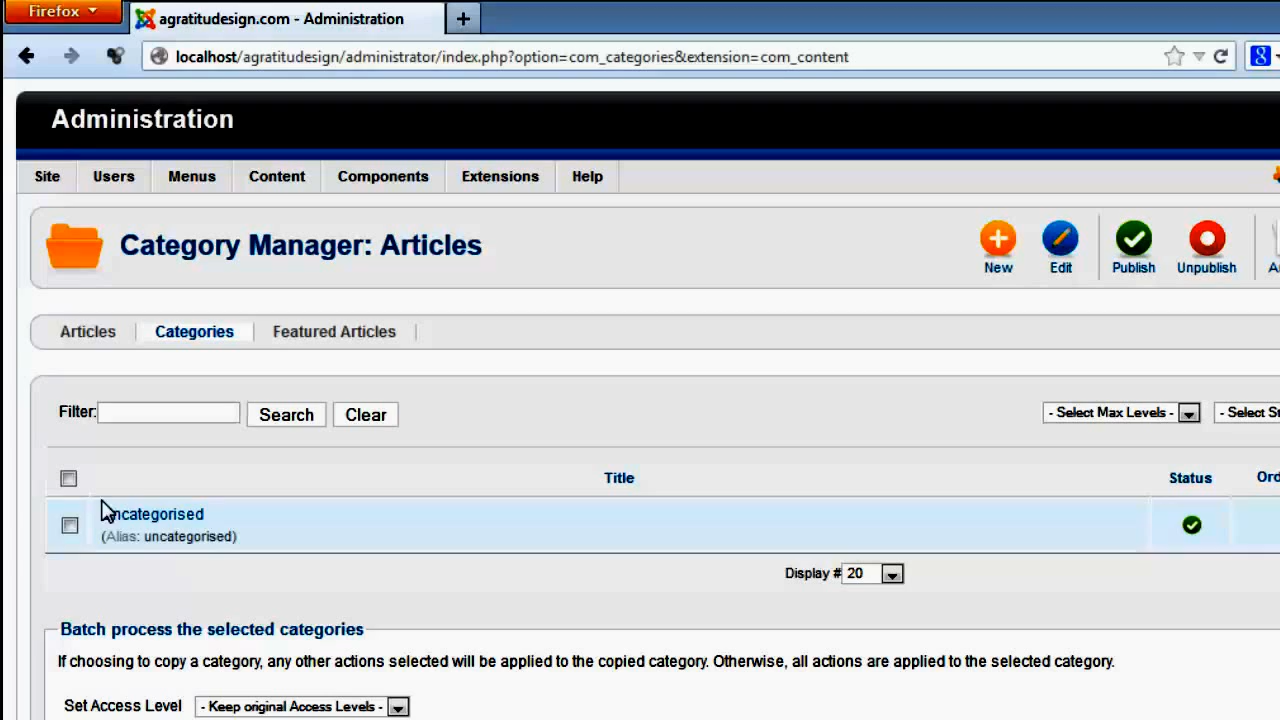 Firefox
agratitudesign.com - Administration
localhost/agratitudesign/administrator/index.php?option=com_categories&extension=com_content
Administration
Site Users Menus Content Components Extensions Help
Category Manager: Articles
New Edit Publish Unpublish
Articles Categories Featured Articles
Filter: Search Clear - Select Max Levels - - Select
Title Status
ncategorised
(Alias: uncategorised)
Display # 20
Batch process the selected categories
If choosing to copy a category, any other actions selected will be applied to the copied category. Otherwise, all actions are applied to the selected category.
Set Access Level - Keep original Access Levels -